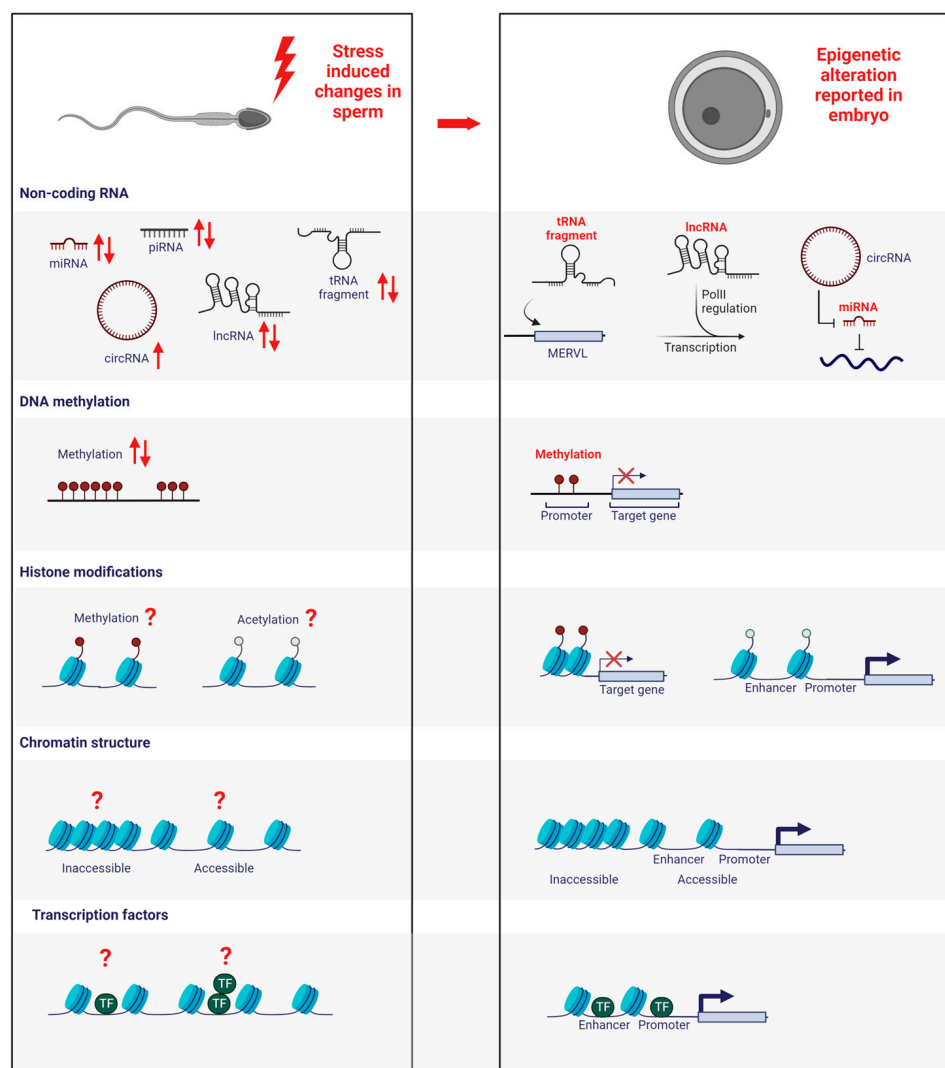 Stress
induced
changes in
sperm
Epigenetic
alteration
reported in
embryo
Non-coding RNA
miRNA
piRNA
tRNA
fragment
circRNA
lncRNA
tRNA
fragment
lncRNA
circRNA
PolII
regulation
miRNA
MERVL
Transcription
DNA methylation
Methylation
Methylation
Promoter
Target gene
Histone modifications
Methylation ?
Acetylation ?
Target gene
Enhancer
Promoter
Chromatin structure
?
?
Inaccessible
Accessible
Enhancer
Promoter
Inaccessible
Accessible
Transcription factors
?
?
TF
TF
TF
TF
TF
Enhancer
Promoter